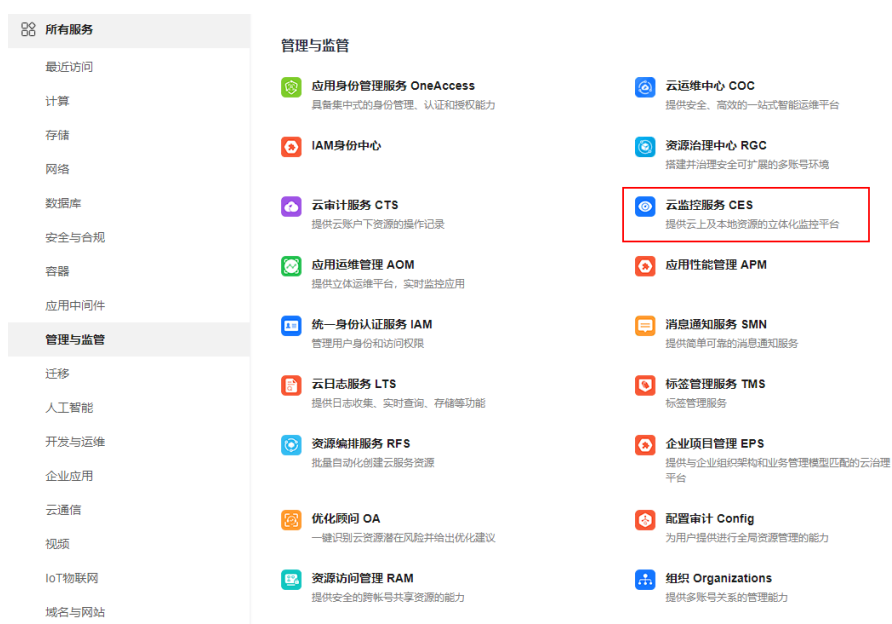 所有服务
最近访问
计算
存储
网络
数据库
安全与合规
容器
应用中间件
管理与监管
迁移
人工智能
开发与运维
企业应用
云通信
视频
IoT物联网
域名与网站
管理与监管
应用身份管理服务 OneAccess
具备集中式的身份管理、认证和授权能力
云运维中心 COC
提供安全、高效的一站式智能运维平台
IAM身份中心
资源治理中心 RGC
搭建并治理安全可扩展的多账号环境
云审计服务 CTS
提供云账户下资源的操作记录
云监控服务 CES
提供云上及本地资源的立体化监控平台
应用运维管理 AOM
提供立体运维平台，实时监控应用
应用性能管理 APM
统一身份认证服务 IAM
管理用户身份和访问权限
消息通知服务 SMN
提供简单可靠的消息通知服务
云日志服务 LTS
提供日志收集、实时查询、存储等功能
标签管理服务 TMS
标签管理服务
资源编排服务 RFS
批量自动化创建云服务资源
企业项目管理 EPS
提供与企业组织架构和业务管理模型匹配的云治理
平台
优化顾问 OA
一键识别云资源潜在风险并给出优化建议
配置审计 Config
为用户提供进行全局资源管理的能力
资源访问管理 RAM
提供安全的跨帐号共享资源的能力
组织 Organizations
提供多账号关系的管理能力